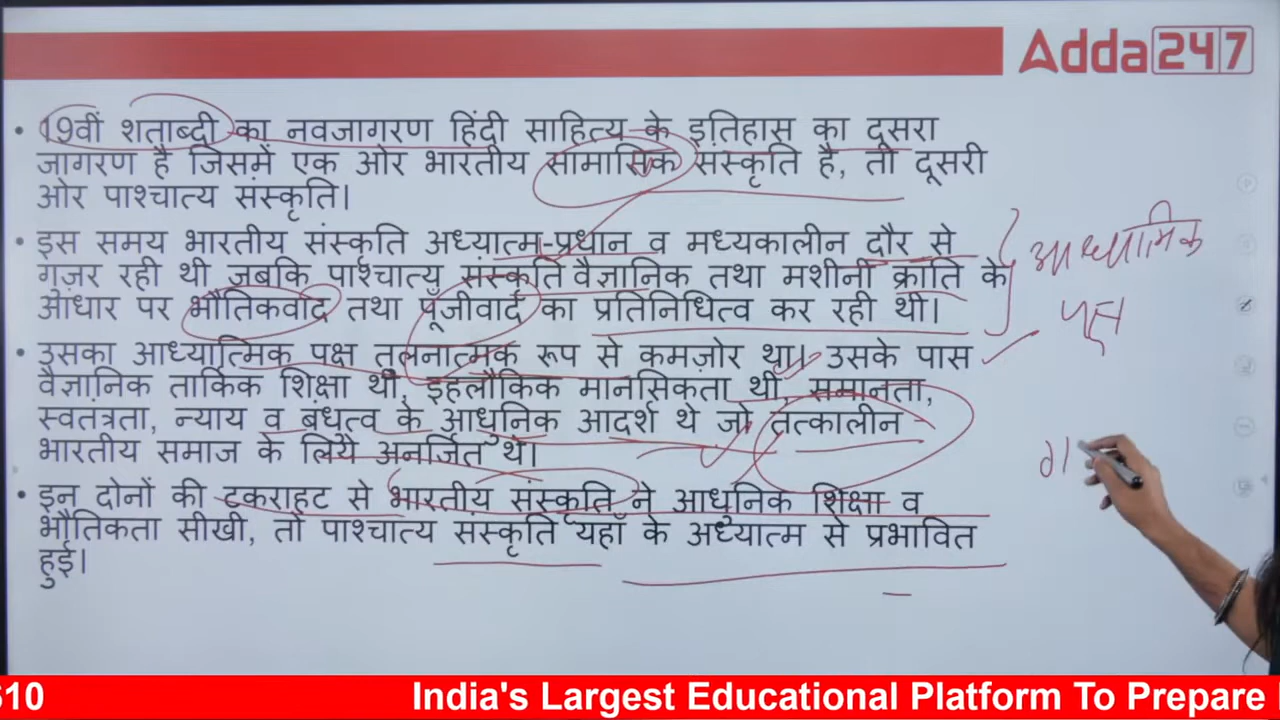 Adda 247
• 19वीं शताब्दी का नवजागरण हिंदी साहित्य के इतिहास का दूसरा
जागरण है जिसमें एक ओर भारतीय सामासिक संस्कृति है, तो दूसरी
ओर पाश्चात्य संस्कृति।
• इस समय भारतीय संस्कृति अध्यात्म-प्रधान व मध्यकालीन दौर से
गुज़र रही थी जबकि पाश्चात्य संस्कृति वैज्ञानिक तथा मशीनी क्रांति के
आधार पर भौतिकवाद तथा पूँजीवाद का प्रतिनिधित्व कर रही थी।
आध्यात्मिक
पक्ष
• उसका आध्यात्मिक पक्ष तुलनात्मक रूप से कमज़ोर था। उसके पास
वैज्ञानिक तार्किक शिक्षा थी, इहलौकिक मानसिकता थी, समानता,
स्वतंत्रता, न्याय व बंधुत्व के आधुनिक आदर्श थे जो तत्कालीन
भारतीय समाज के लिये अनर्जित थे।
• इन दोनों की टकराहट से भारतीय संस्कृति ने आधुनिक शिक्षा व
भौतिकता सीखी, तो पाश्चात्य संस्कृति यहाँ के अध्यात्म से प्रभावित
हुई।
610 India's Largest Educational Platform To Prepare